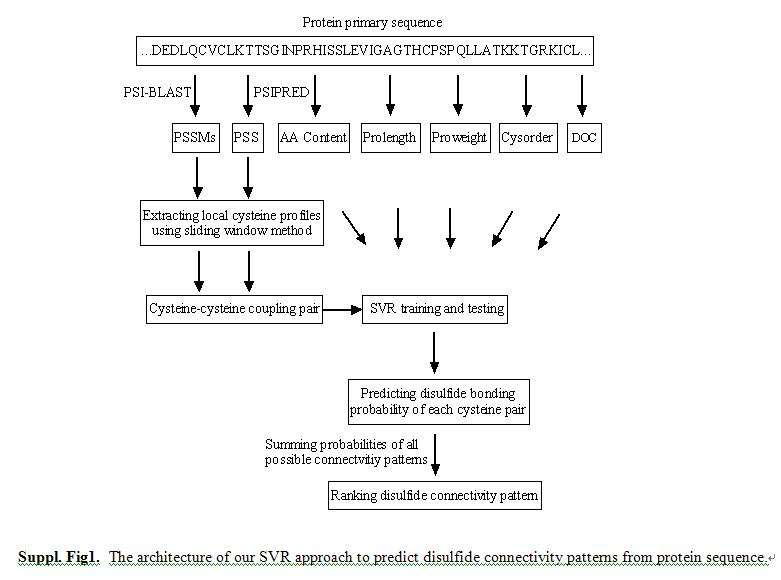 Protein primary sequence
...DEDLQCVCLKTTSGINPRHISSLEVIGAGTHCPSPQLLATKKTGRKICL...
PSI-BLAST PSIPRED
PSSMs PSS AA Content Prolength Proweight Cysorder DOC
Extracting local cysteine profiles
using sliding window method
Cysteine-cysteine coupling pair SVR training and testing
Predicting disulfide bonding
probability of each cysteine pair
Summing probabilities of all
possible connectvitiy patterns
Ranking disulfide connectivity pattern
Suppl. Fig1. The architecture of our SVR approach to predict disulfide connectivity patterns from protein sequence.